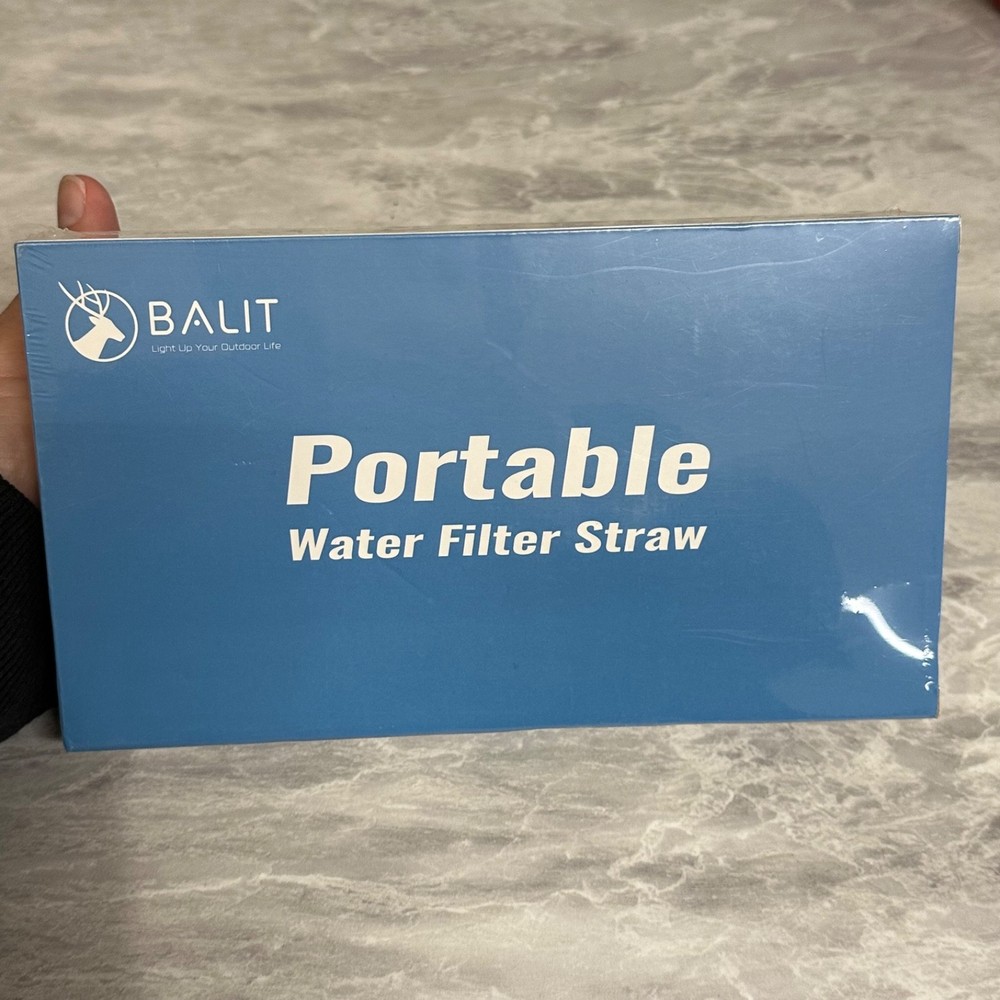 BALIT
Light Up Your Outdoor Life
Portable
Water Filter Straw